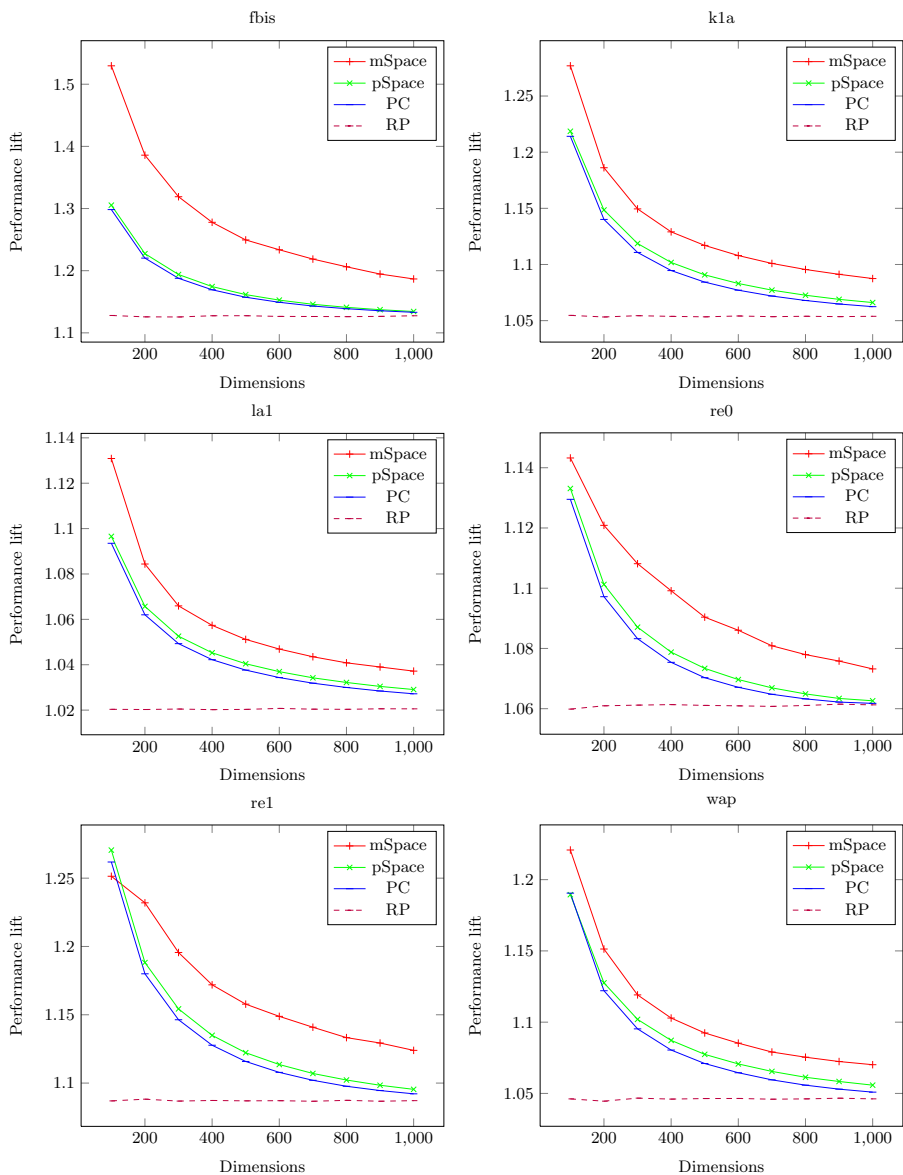 fbis
1.5
1.4
1.3
1.2
1.1
Performance lift
mSpace
pSpace
PC
RP
200 400 600 800 1,000
Dimensions
k1a
1.25
1.2
1.15
1.1
1.05
Performance lift
mSpace
pSpace
PC
RP
200 400 600 800 1,000
Dimensions
la1
1.14
1.12
1.1
1.08
1.06
1.04
1.02
Performance lift
mSpace
pSpace
PC
RP
200 400 600 800 1,000
Dimensions
re0
1.14
1.12
1.1
1.08
1.06
Performance lift
mSpace
pSpace
PC
RP
200 400 600 800 1,000
Dimensions
re1
1.25
1.2
1.15
1.1
Performance lift
mSpace
pSpace
PC
RP
200 400 600 800 1,000
Dimensions
wap
1.2
1.15
1.1
1.05
Performance lift
mSpace
pSpace
PC
RP
200 400 600 800 1,000
Dimensions